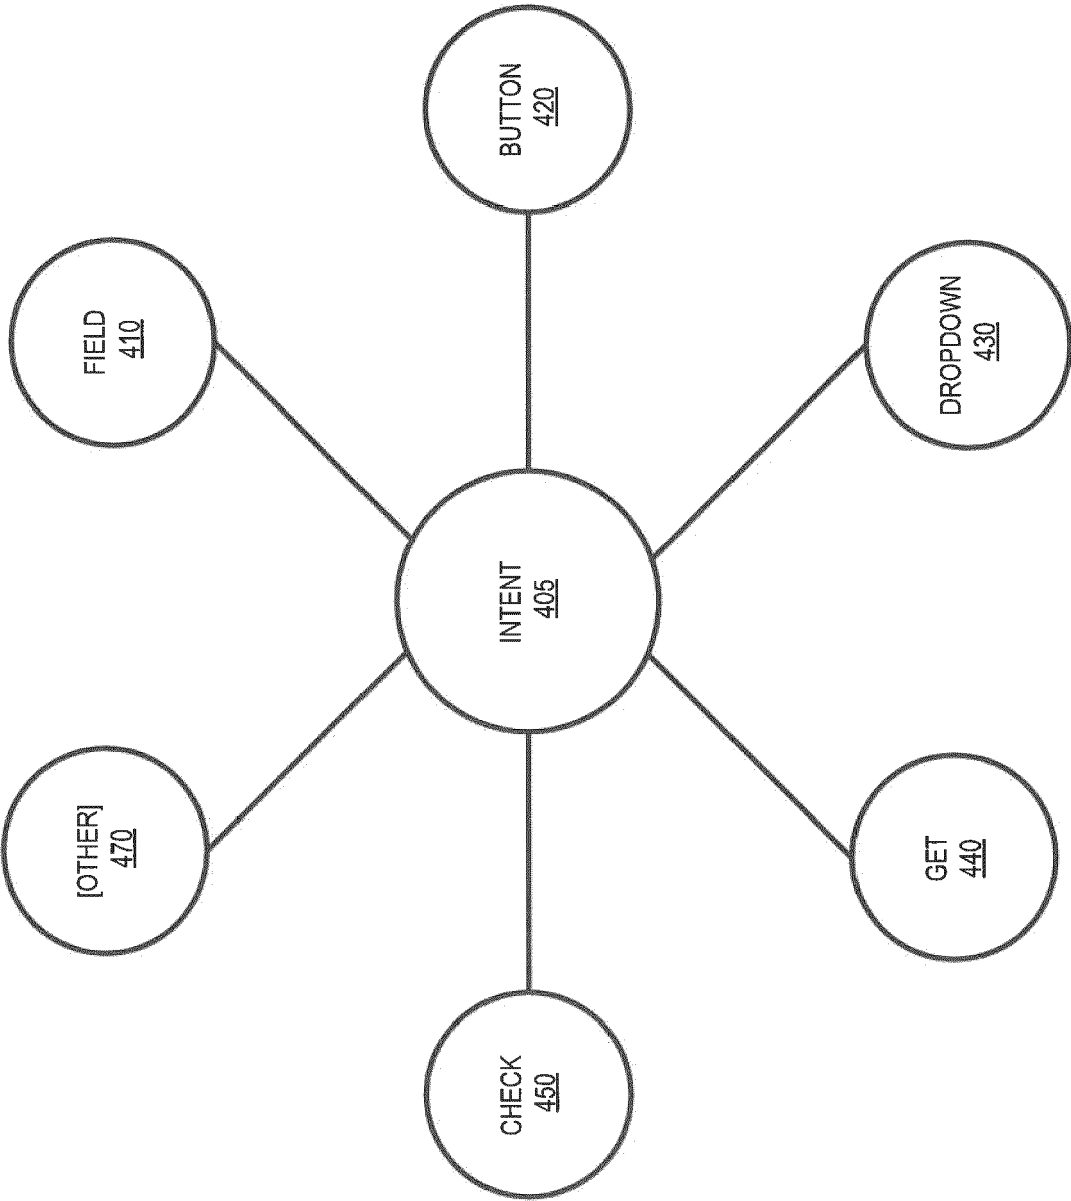 [OTHER]
470
FIELD
410
CHECK
450
INTENT
405
BUTTON
420
GET
440
DROPDOWN
430